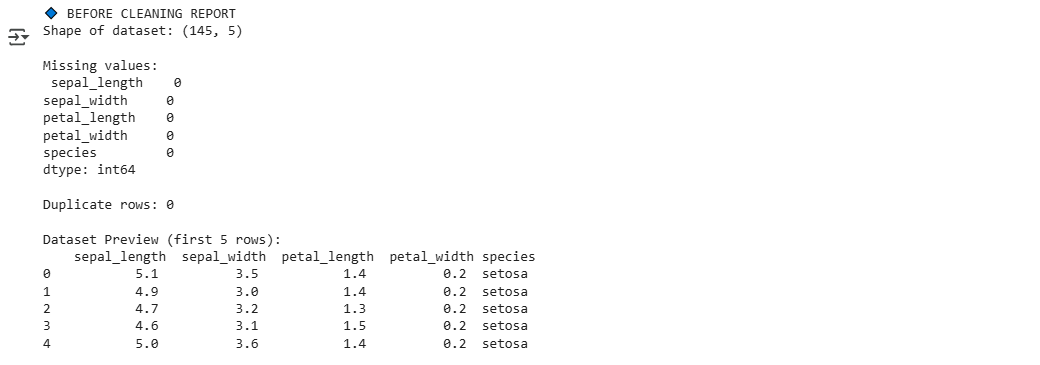 🔷 BEFORE CLEANING REPORT
Shape of dataset: (145, 5)
Missing values:
 sepal_length    0
sepal_width     0
petal_length    0
petal_width     0
species         0
dtype: int64
Duplicate rows: 0
Dataset Preview (first 5 rows):
    sepal_length  sepal_width  petal_length  petal_width species
0           5.1          3.5           1.4          0.2  setosa
1           4.9          3.0           1.4          0.2  setosa
2           4.7          3.2           1.3          0.2  setosa
3           4.6          3.1           1.5          0.2  setosa
4           5.0          3.6           1.4          0.2  setosa